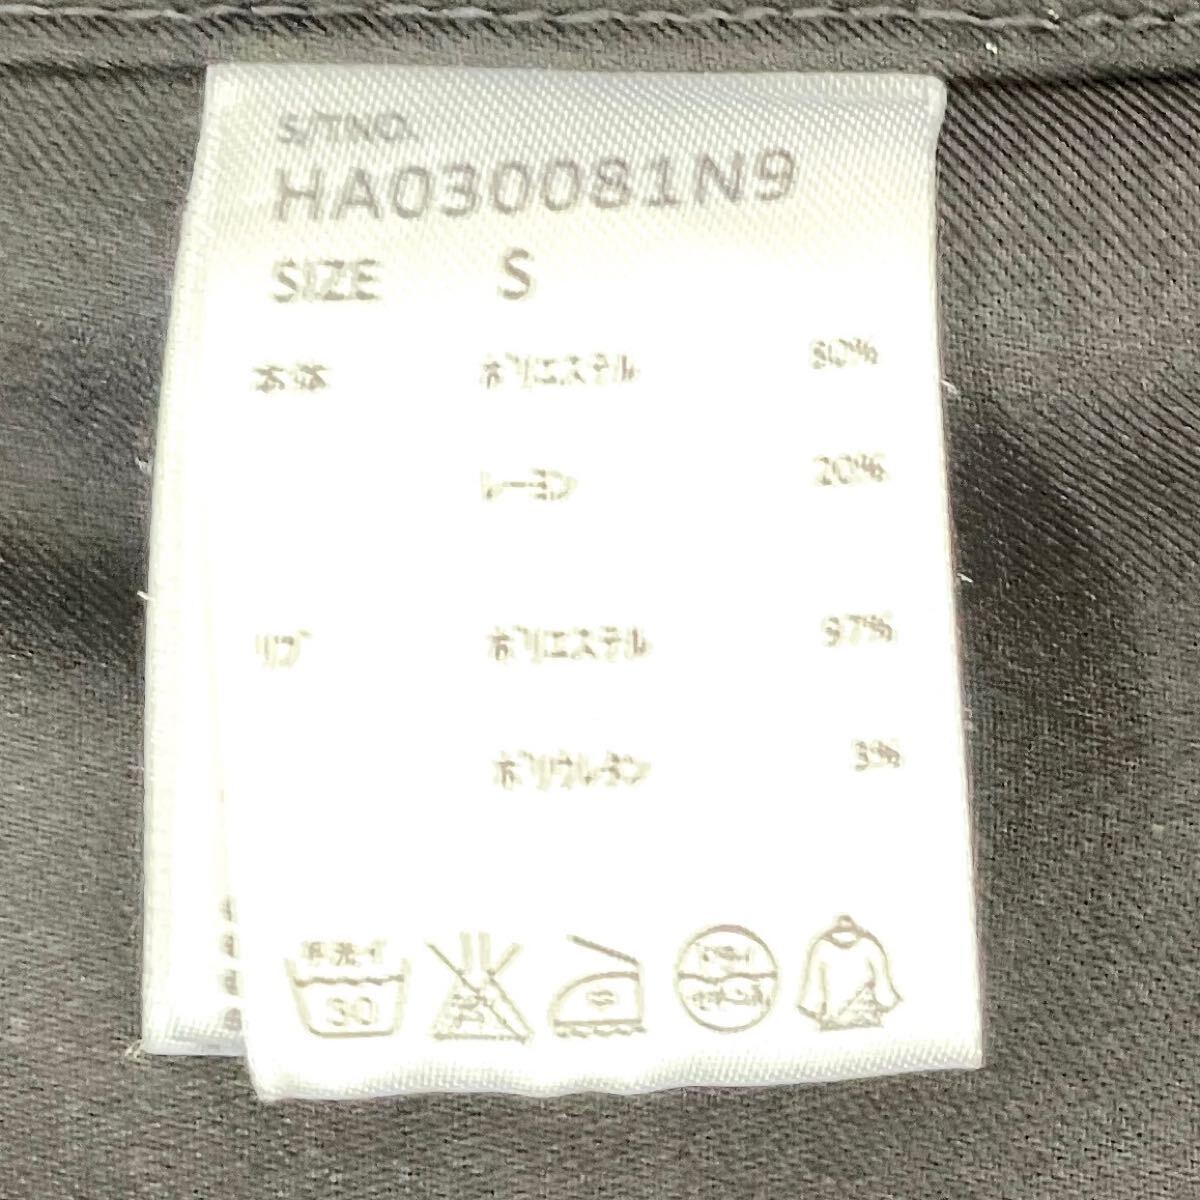 S/TNO.
HA030081N9
SIZE S
本体 ポリエステル 80%
レーヨン 20%
リブ ポリエステル 97%
ポリウレタン 3%
手洗イ
30